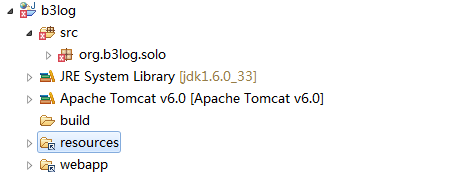 b3log
src
org.b3log.solo
JRE System Library [jdk1.6.0_33]
Apache Tomcat v6.0 [Apache Tomcat v6.0]
build
resources
webapp